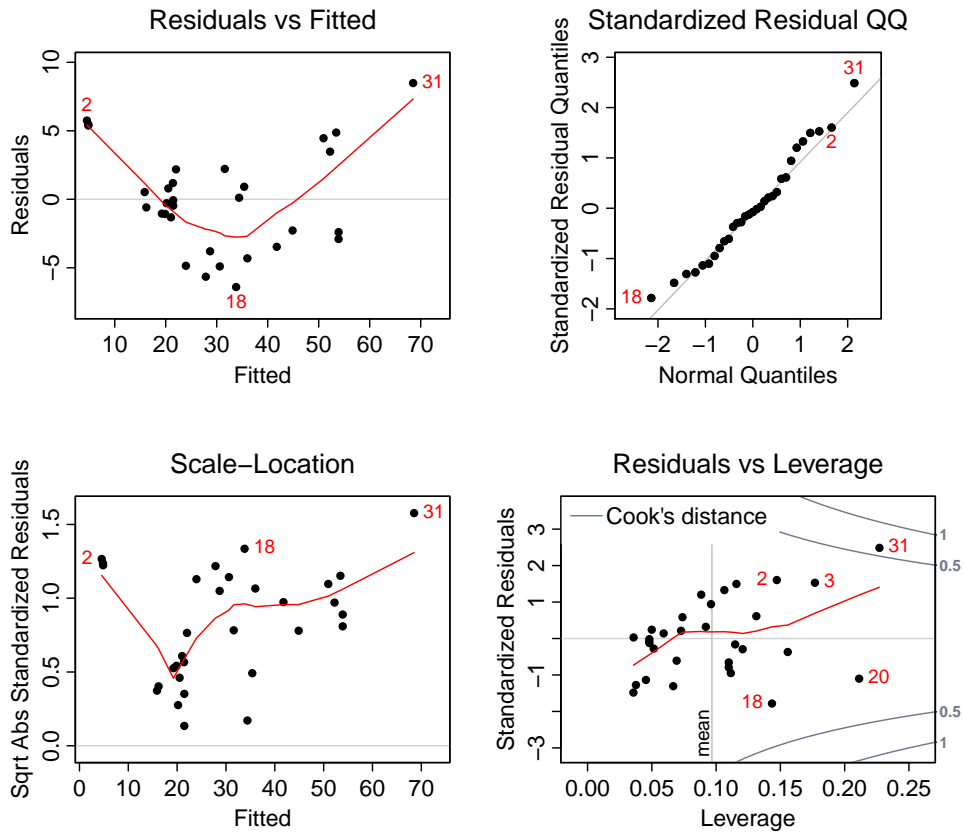 Residuals vs Fitted
Residuals
10
5
0
−5
2
31
18
10 20 30 40 50 60 70
Fitted
Standardized Residual QQ
Standardized Residual Quantiles
3
2
1
0
−1
−2
31
2
18
−2 −1 0 1 2
Normal Quantiles
Scale−Location
Sqrt Abs Standardized Residuals
1.5
1.0
0.5
0.0
2
18
31
0 10 20 30 40 50 60 70
Fitted
Residuals vs Leverage
Standardized Residuals
3
2
1
−1
−3
Cook's distance
1
0.5
31
2
3
20
18
0.5
1
mean
0.00 0.05 0.10 0.15 0.20 0.25
Leverage